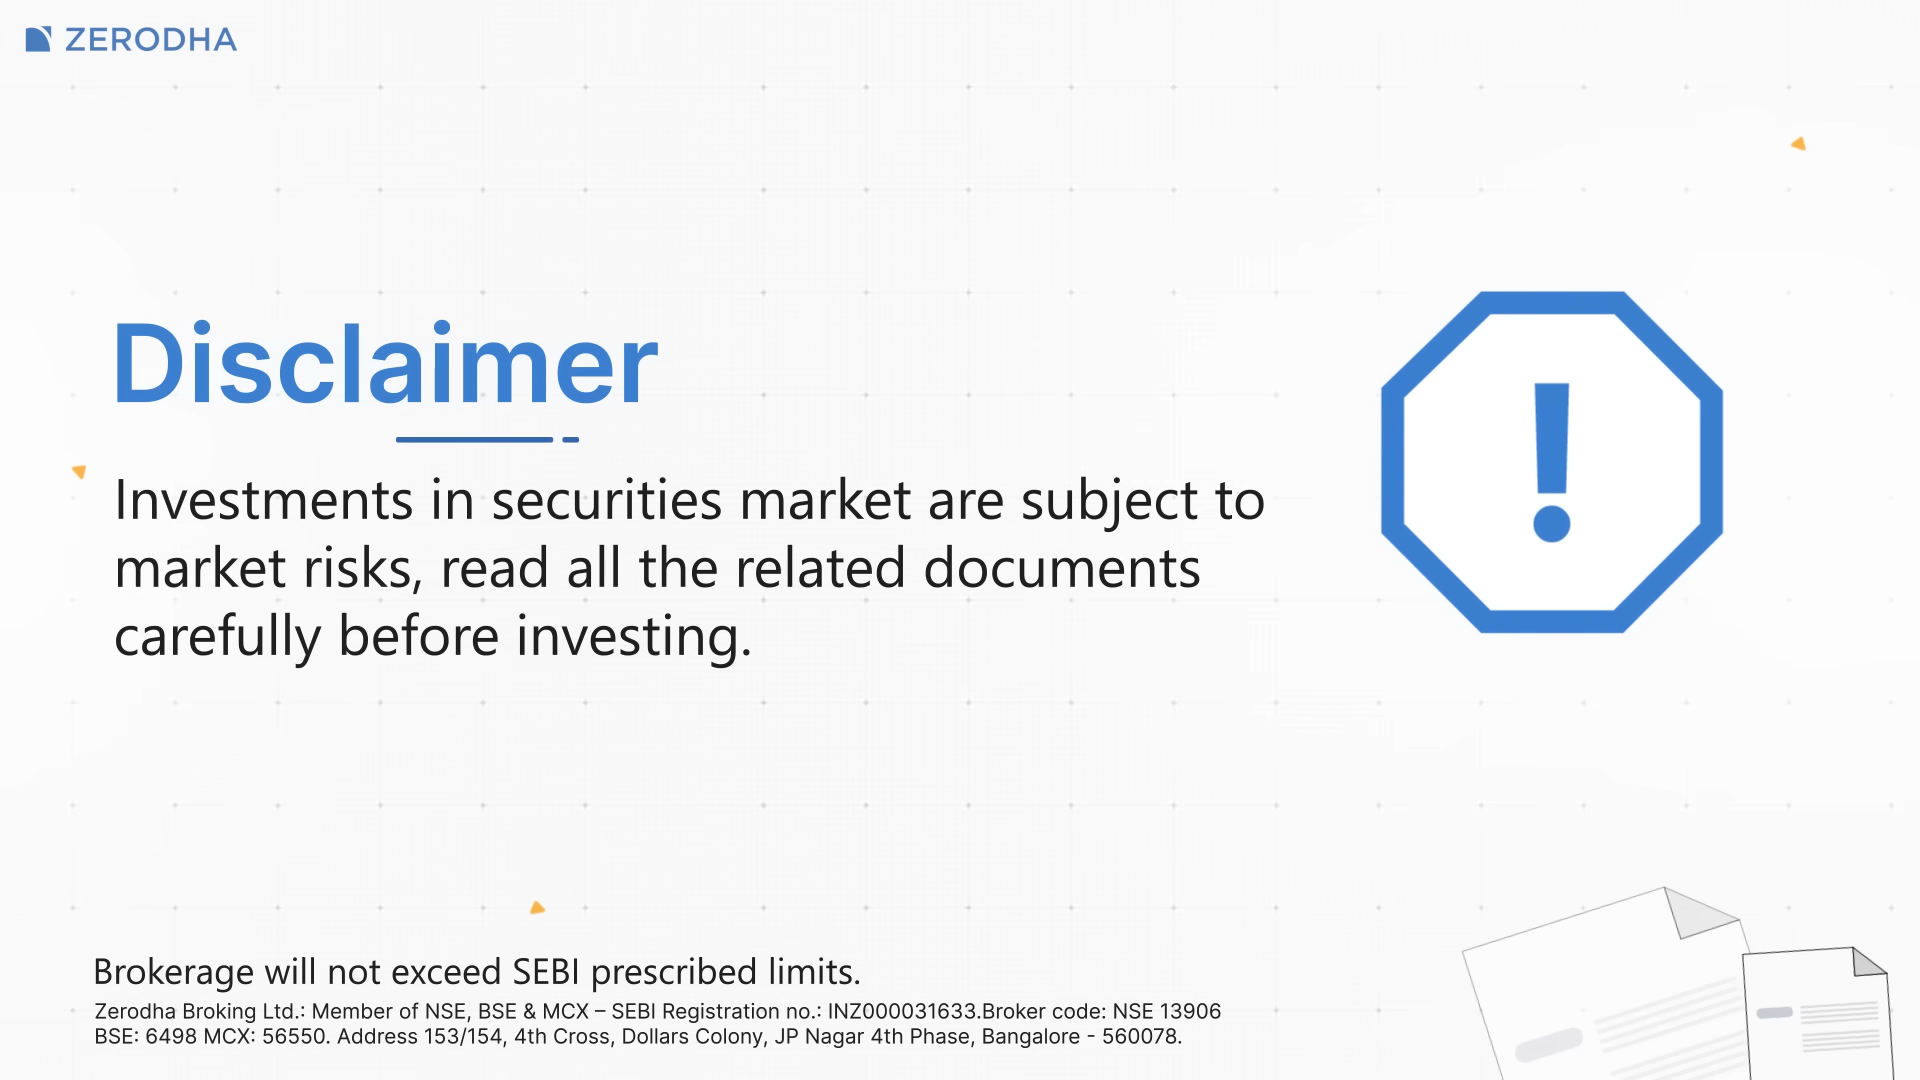 ZERODHA
Disclaimer
Investments in securities market are subject to
market risks, read all the related documents
carefully before investing.
Brokerage will not exceed SEBI prescribed limits.
Zerodha Broking Ltd.: Member of NSE, BSE & MCX – SEBI Registration no.: INZ000031633.Broker code: NSE 13906
BSE: 6498 MCX: 56550. Address 153/154, 4th Cross, Dollars Colony, JP Nagar 4th Phase, Bangalore - 560078.